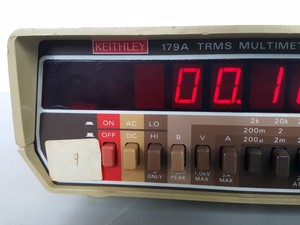 KEITHLEY 179A TRMS MULTIME
00.1
ON AC LO 2k 20k
OFF DC HI B V A 200m 2
ONLY PEAK 1.0kV MAX 2A MAX 200μ 2m
9